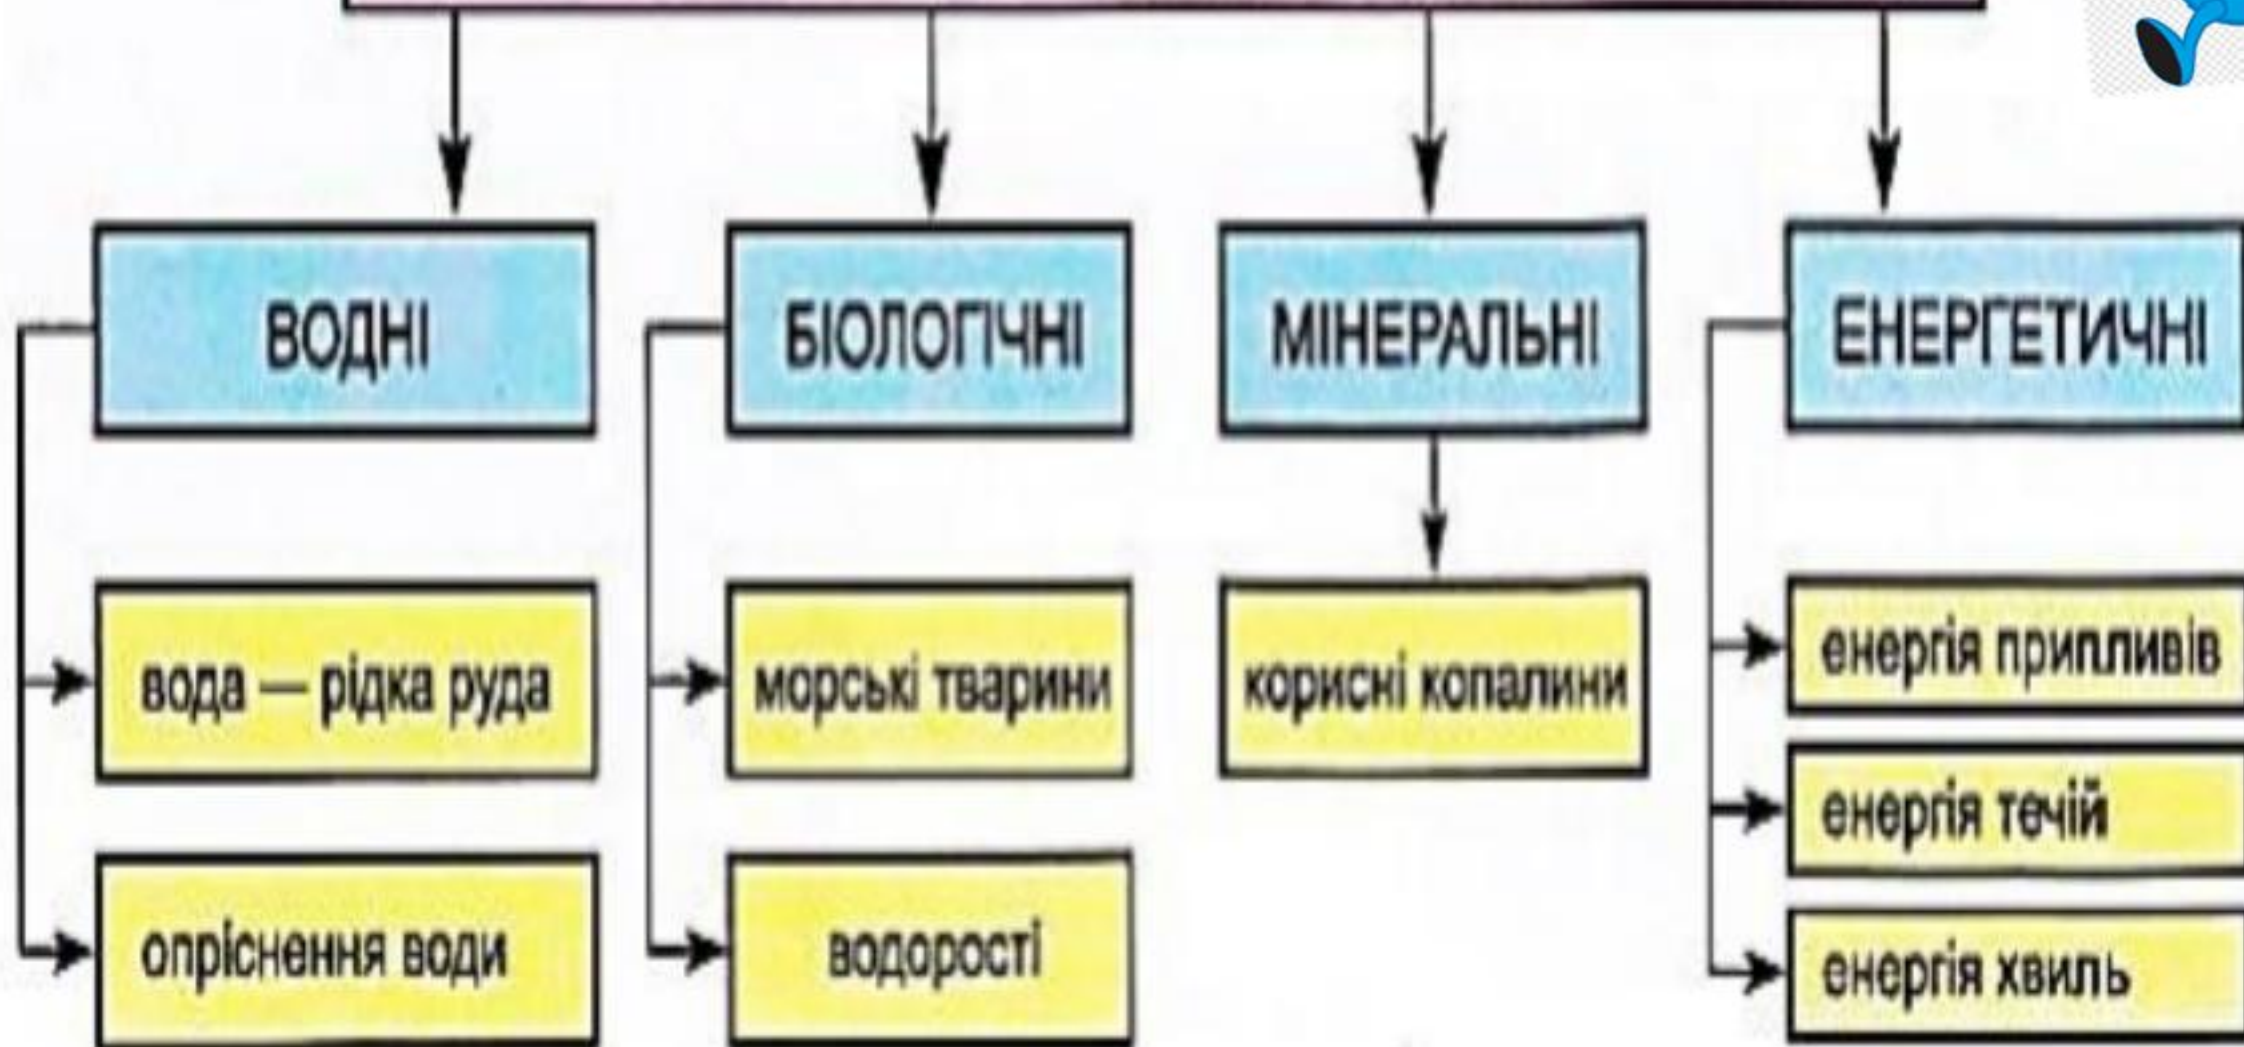 ВОДНІ
БІОЛОГІЧНІ
МІНЕРАЛЬНІ
ЕНЕРГЕТИЧНІ
вода — рідка руда
морські тварини
корисні копалини
енергія припливів
енергія течій
опріснення води
водорості
енергія хвиль